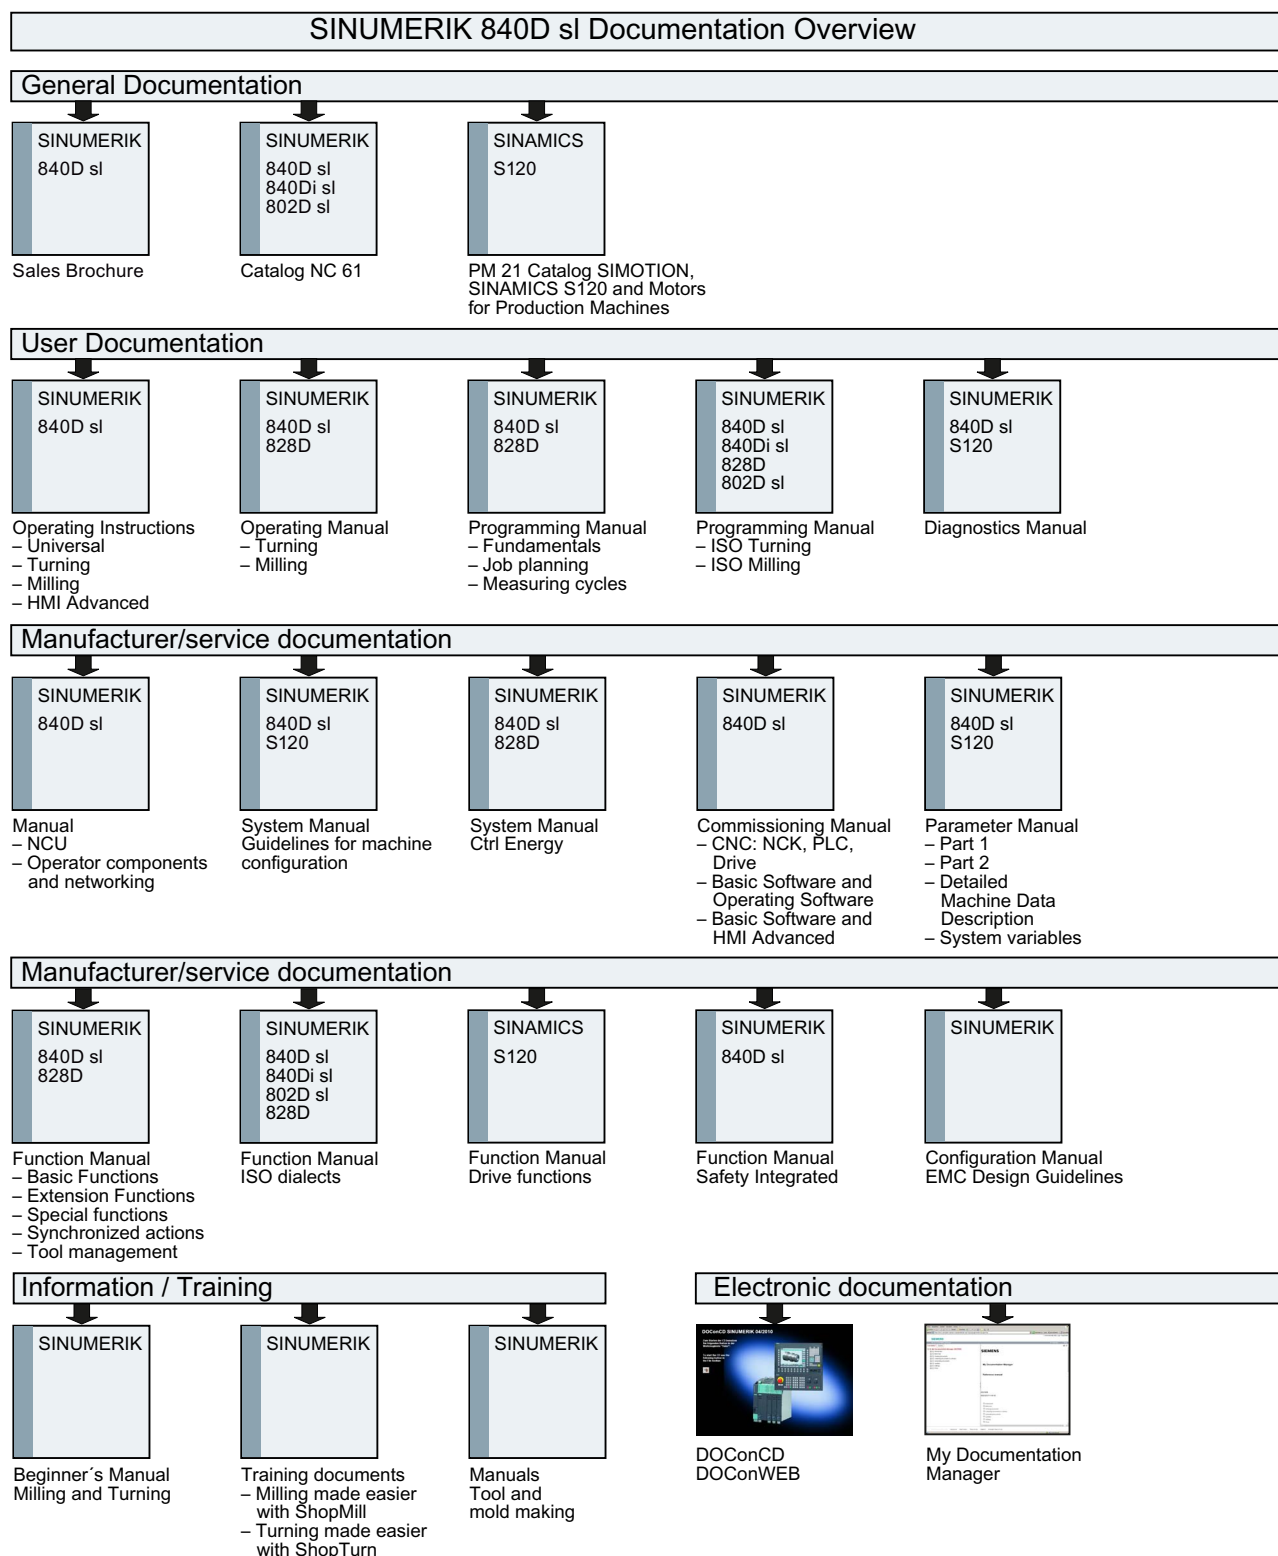 SINUMERIK 840D sl Documentation Overview
General Documentation
SINUMERIK
840D sl
Sales Brochure
SINUMERIK
840D sl
840Di sl
802D sl
Catalog NC 61
SINAMICS
S120
PM 21 Catalog SIMOTION,
SINAMICS S120 and Motors
for Production Machines
User Documentation
SINUMERIK
840D sl
Operating Instructions
– Universal
– Turning
– Milling
– HMI Advanced
SINUMERIK
840D sl
828D
Operating Manual
– Turning
– Milling
SINUMERIK
840D sl
828D
Programming Manual
– Fundamentals
– Job planning
– Measuring cycles
SINUMERIK
840D sl
840Di sl
828D
802D sl
Programming Manual
– ISO Turning
– ISO Milling
SINUMERIK
840D sl
S120
Diagnostics Manual
Manufacturer/service documentation
SINUMERIK
840D sl
Manual
– NCU
– Operator components
and networking
SINUMERIK
840D sl
S120
System Manual
Guidelines for machine
configuration
SINUMERIK
840D sl
828D
System Manual
Ctrl Energy
SINUMERIK
840D sl
Commissioning Manual
– CNC: NCK, PLC,
Drive
– Basic Software and
Operating Software
– Basic Software and
HMI Advanced
SINUMERIK
840D sl
S120
Parameter Manual
– Part 1
– Part 2
– Detailed
Machine Data
Description
– System variables
Manufacturer/service documentation
SINUMERIK
840D sl
828D
Function Manual
– Basic Functions
– Extension Functions
– Special functions
– Synchronized actions
– Tool management
SINUMERIK
840D sl
840Di sl
802D sl
828D
Function Manual
ISO dialects
SINAMICS
S120
Function Manual
Drive functions
SINUMERIK
840D sl
Function Manual
Safety Integrated
SINUMERIK
Configuration Manual
EMC Design Guidelines
Information / Training
SINUMERIK
Beginner´s Manual
Milling and Turning
SINUMERIK
Training documents
– Milling made easier
with ShopMill
– Turning made easier
with ShopTurn
SINUMERIK
Manuals
Tool and
mold making
Electronic documentation
DOConCD SINUMERIK 04/2010
DOConCD
DOConWEB
SIEMENS
My Documentation Manager
My Documentation
Manager